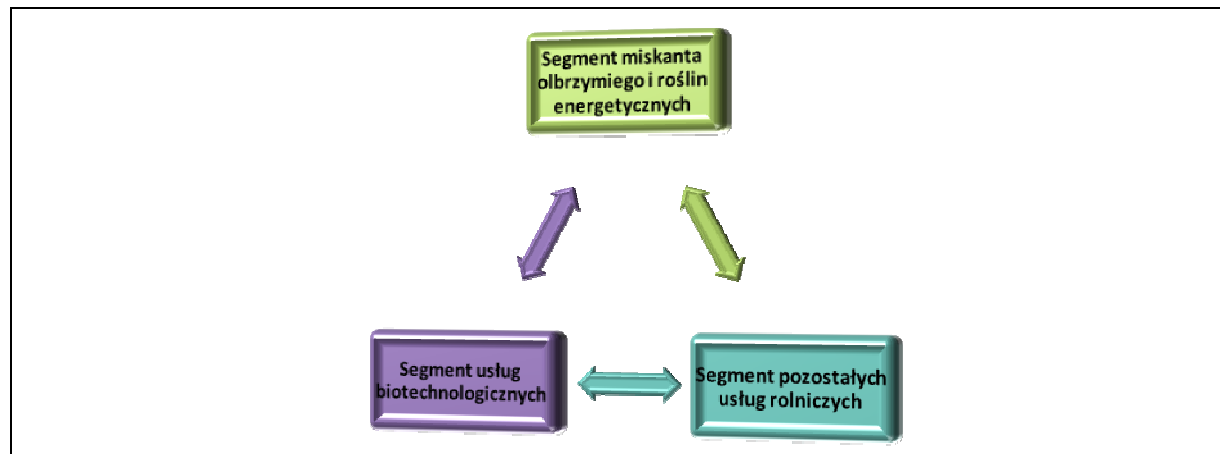 Segment miskanta
olbrzymiego i roślin
energetycznych
Segment usług
biotechnologicznych
Segment pozostałych
usług rolniczych